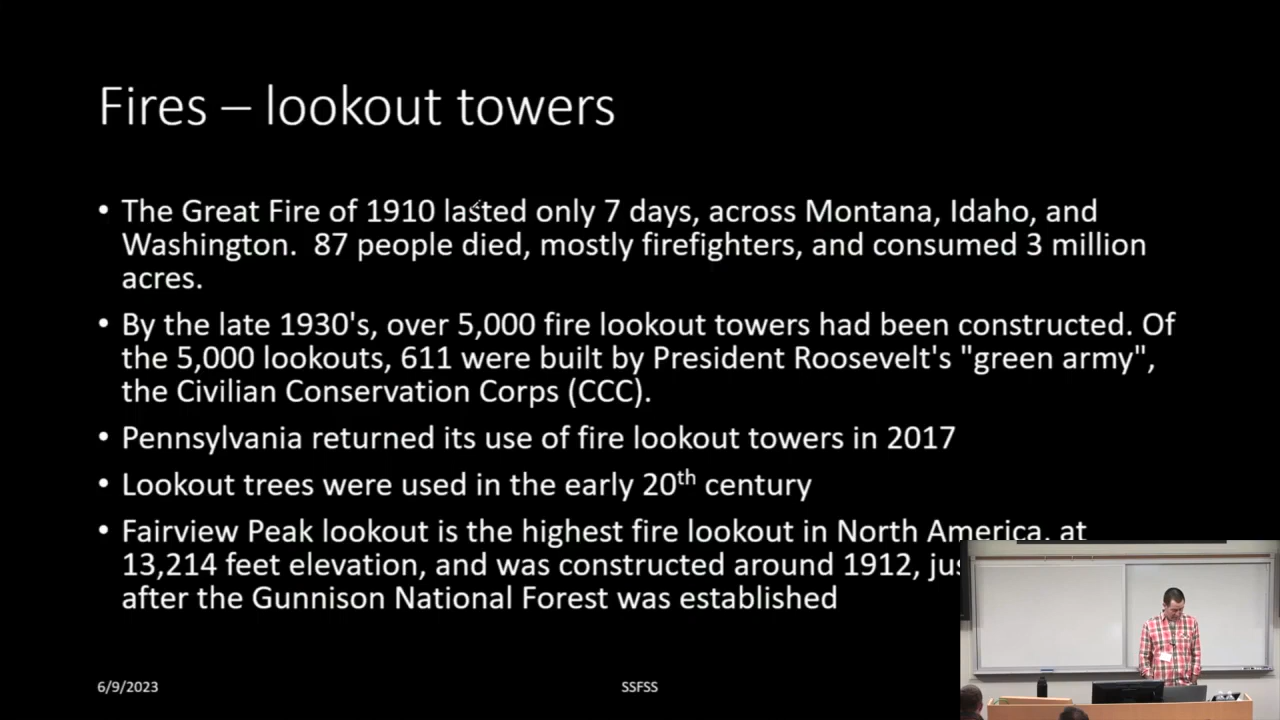 Fires – lookout towers
• The Great Fire of 1910 lasted only 7 days, across Montana, Idaho, and
Washington.  87 people died, mostly firefighters, and consumed 3 million
acres.
• By the late 1930's, over 5,000 fire lookout towers had been constructed. Of
the 5,000 lookouts, 611 were built by President Roosevelt's "green army",
the Civilian Conservation Corps (CCC).
• Pennsylvania returned its use of fire lookout towers in 2017
• Lookout trees were used in the early 20th century
• Fairview Peak lookout is the highest fire lookout in North America, at
13,214 feet elevation, and was constructed around 1912,
after the Gunnison National Forest was established
6/9/2023
SSFSS